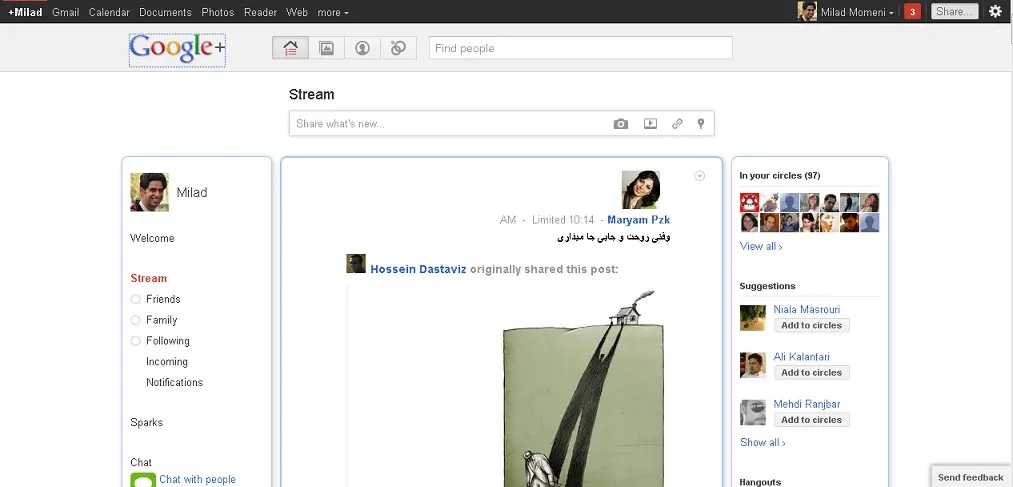 +Milad Gmail Calendar Documents Photos Reader Web more
Milad Momeni 3 Share...
Google+
Find people
Stream
Share what's new...
Milad
Welcome
Stream
Friends
Family
Following
Incoming
Notifications
Sparks
Chat
Chat with people
AM - Limited 10:14 - Maryam Pzk
وقتی روحت و جایی جا میذاری
Hossein Dastaviz originally shared this post:
In your circles (97)
View all ›
Suggestions
Niala Masrouri
Add to circles
Ali Kalantari
Add to circles
Mehdi Ranjbar
Add to circles
Show all ›
Hangouts
Send feedback